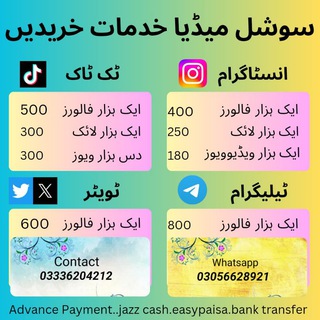 سوشل میڈیا خدمات خریدیں
انسٹاگرام
ایک ہزار فالورز 400
ایک ہزار لائک 250
ایک ہزار ویڈیوویوز 180
ٹک ٹاک
ایک ہزار فالورز 500
ایک ہزار لائک 300
دس ہزار ویوز 300
ٹیلیگرام
ایک ہزار فالورز 800
ٹویٹر
ایک ہزار فالورز 600
Contact
03336204212
Whatsapp
03056628921
Advance Payment..jazz cash.easypaisa.bank transfer